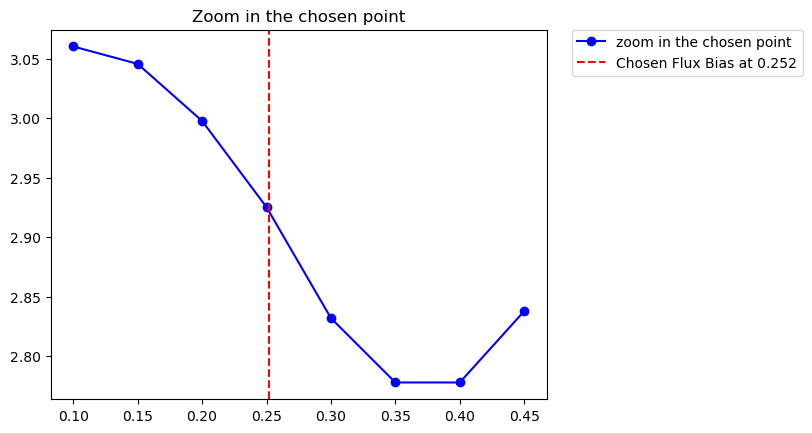 Zoom in the chosen point
zoom in the chosen point
Chosen Flux Bias at 0.252
3.05
3.00
2.95
2.90
2.85
2.80
0.10 0.15 0.20 0.25 0.30 0.35 0.40 0.45